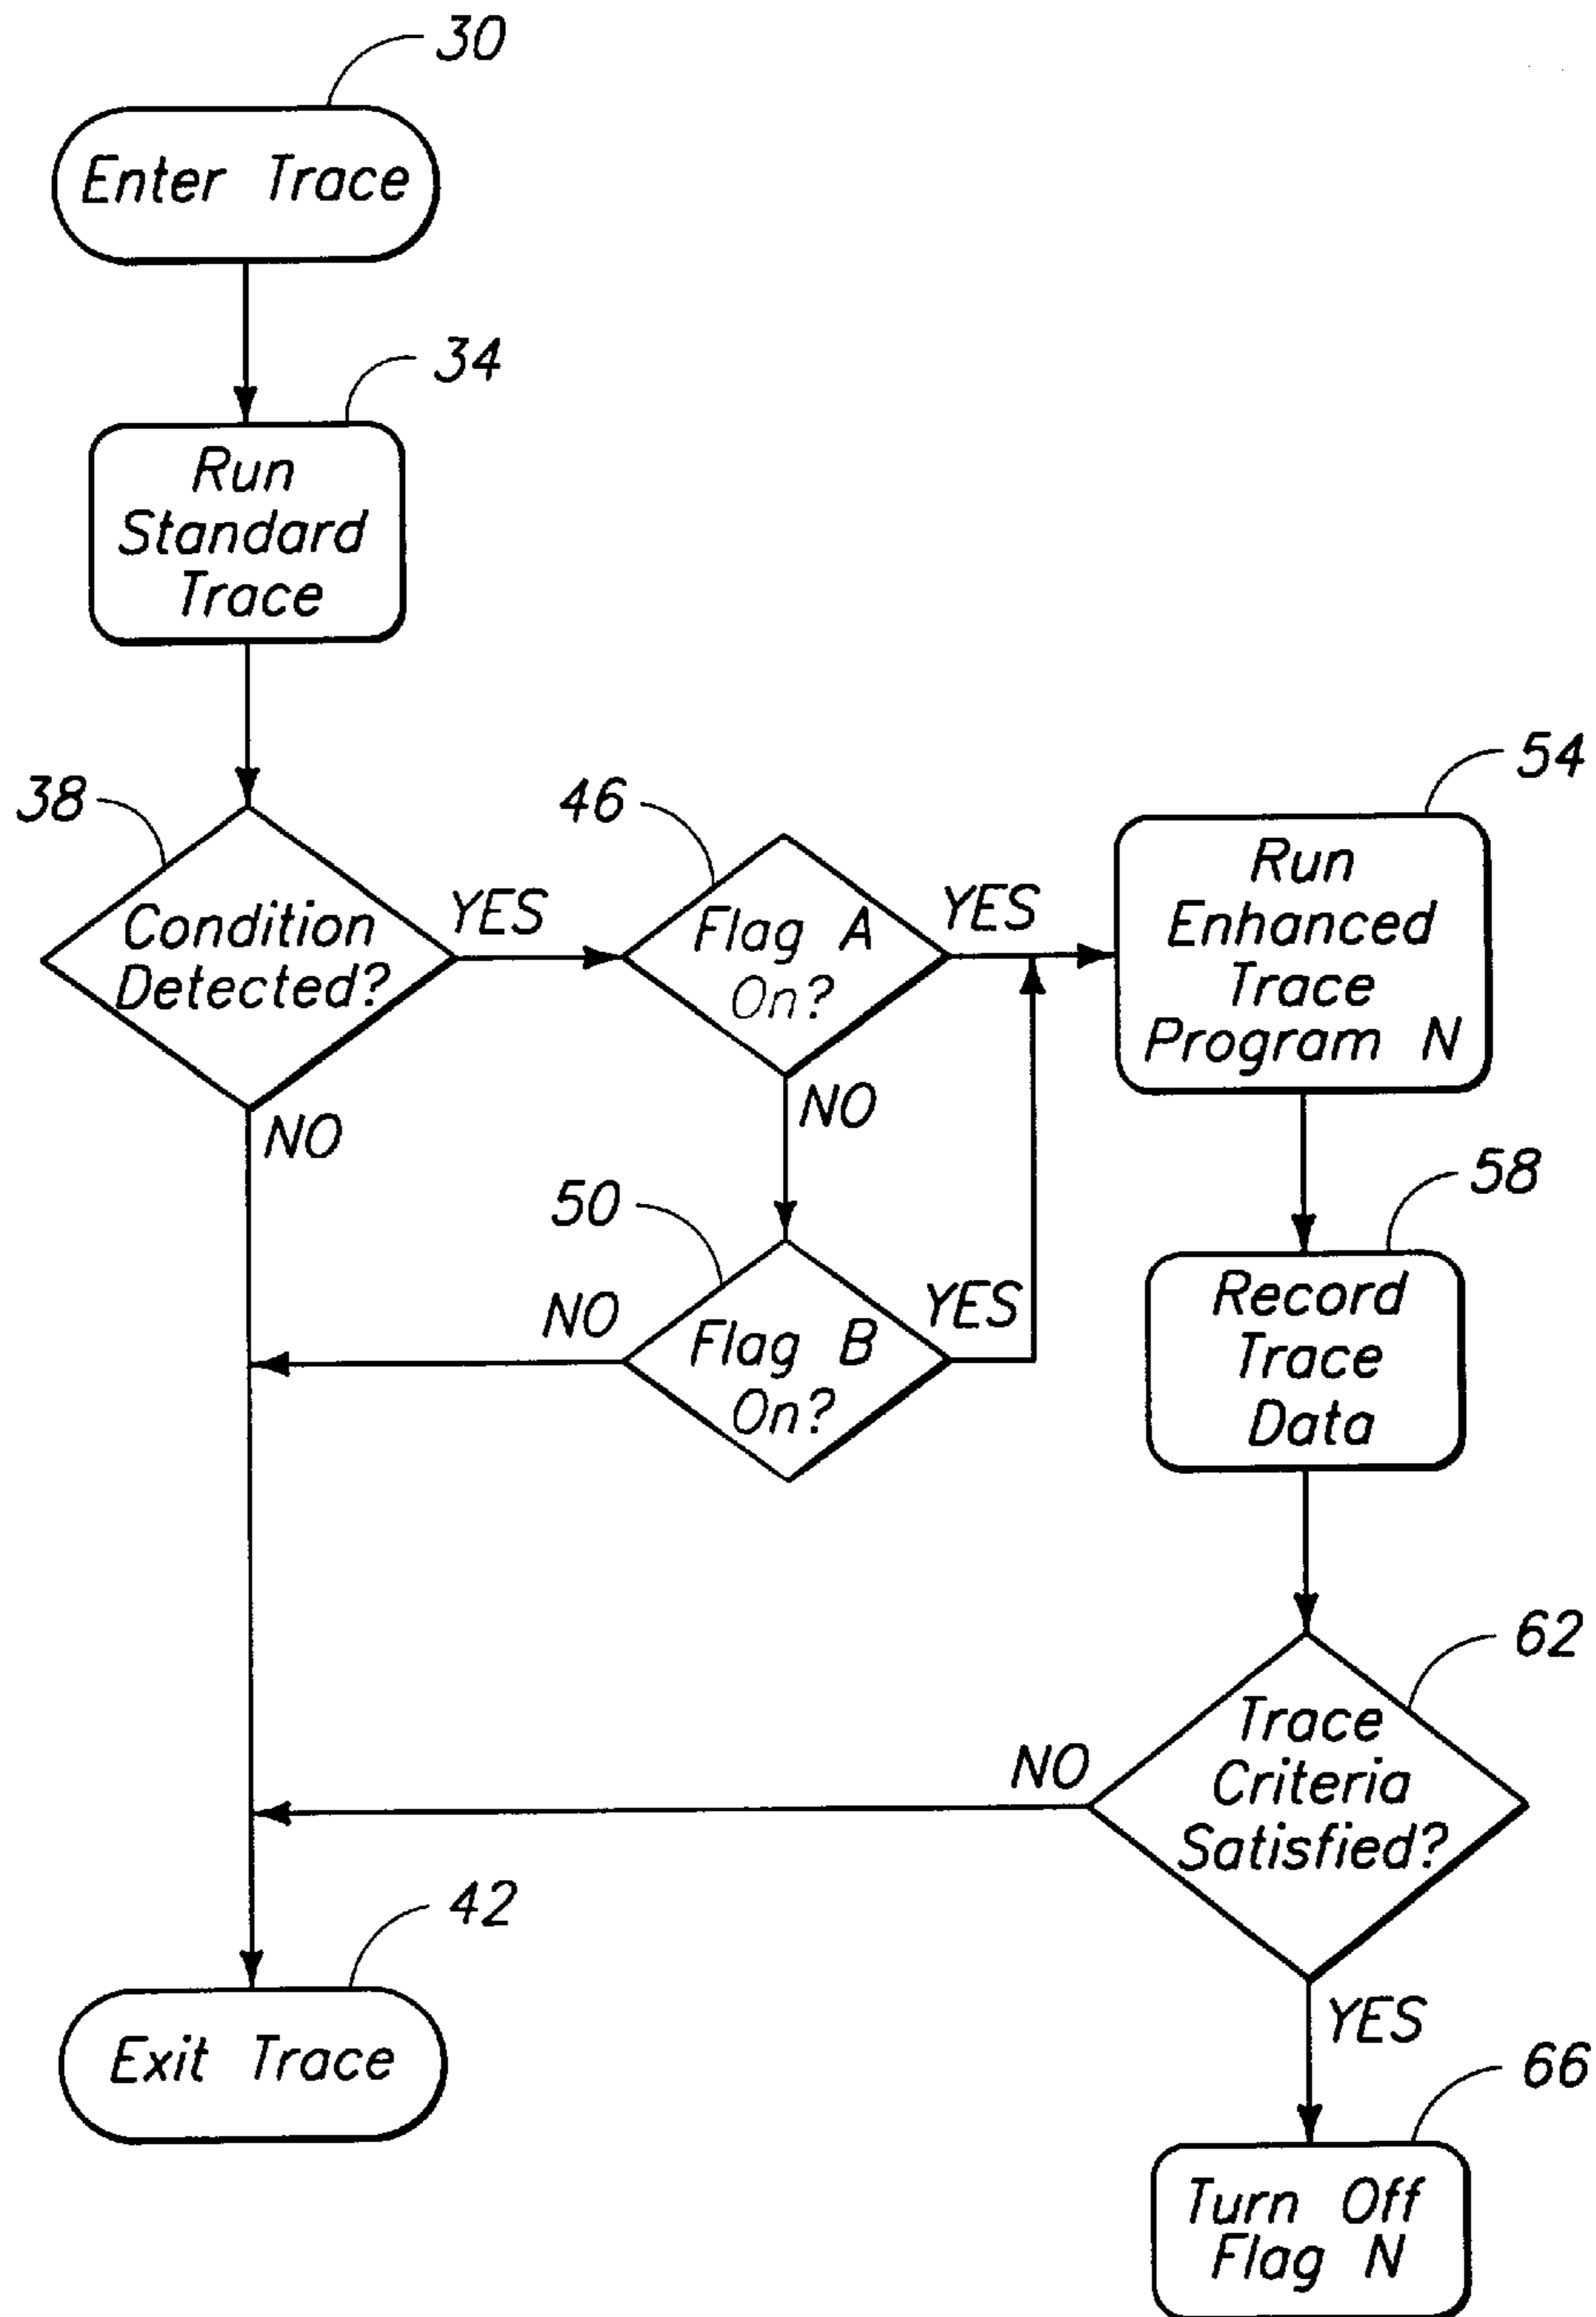 30
Enter Trace
34
Run
Standard
Trace
38
Condition
Detected?
YES
NO
46
Flag A
On?
YES
NO
54
Run
Enhanced
Trace
Program N
50
Flag B
On?
YES
NO
58
Record
Trace
Data
62
Trace
Criteria
Satisfied?
NO
YES
42
Exit Trace
66
Turn Off
Flag N